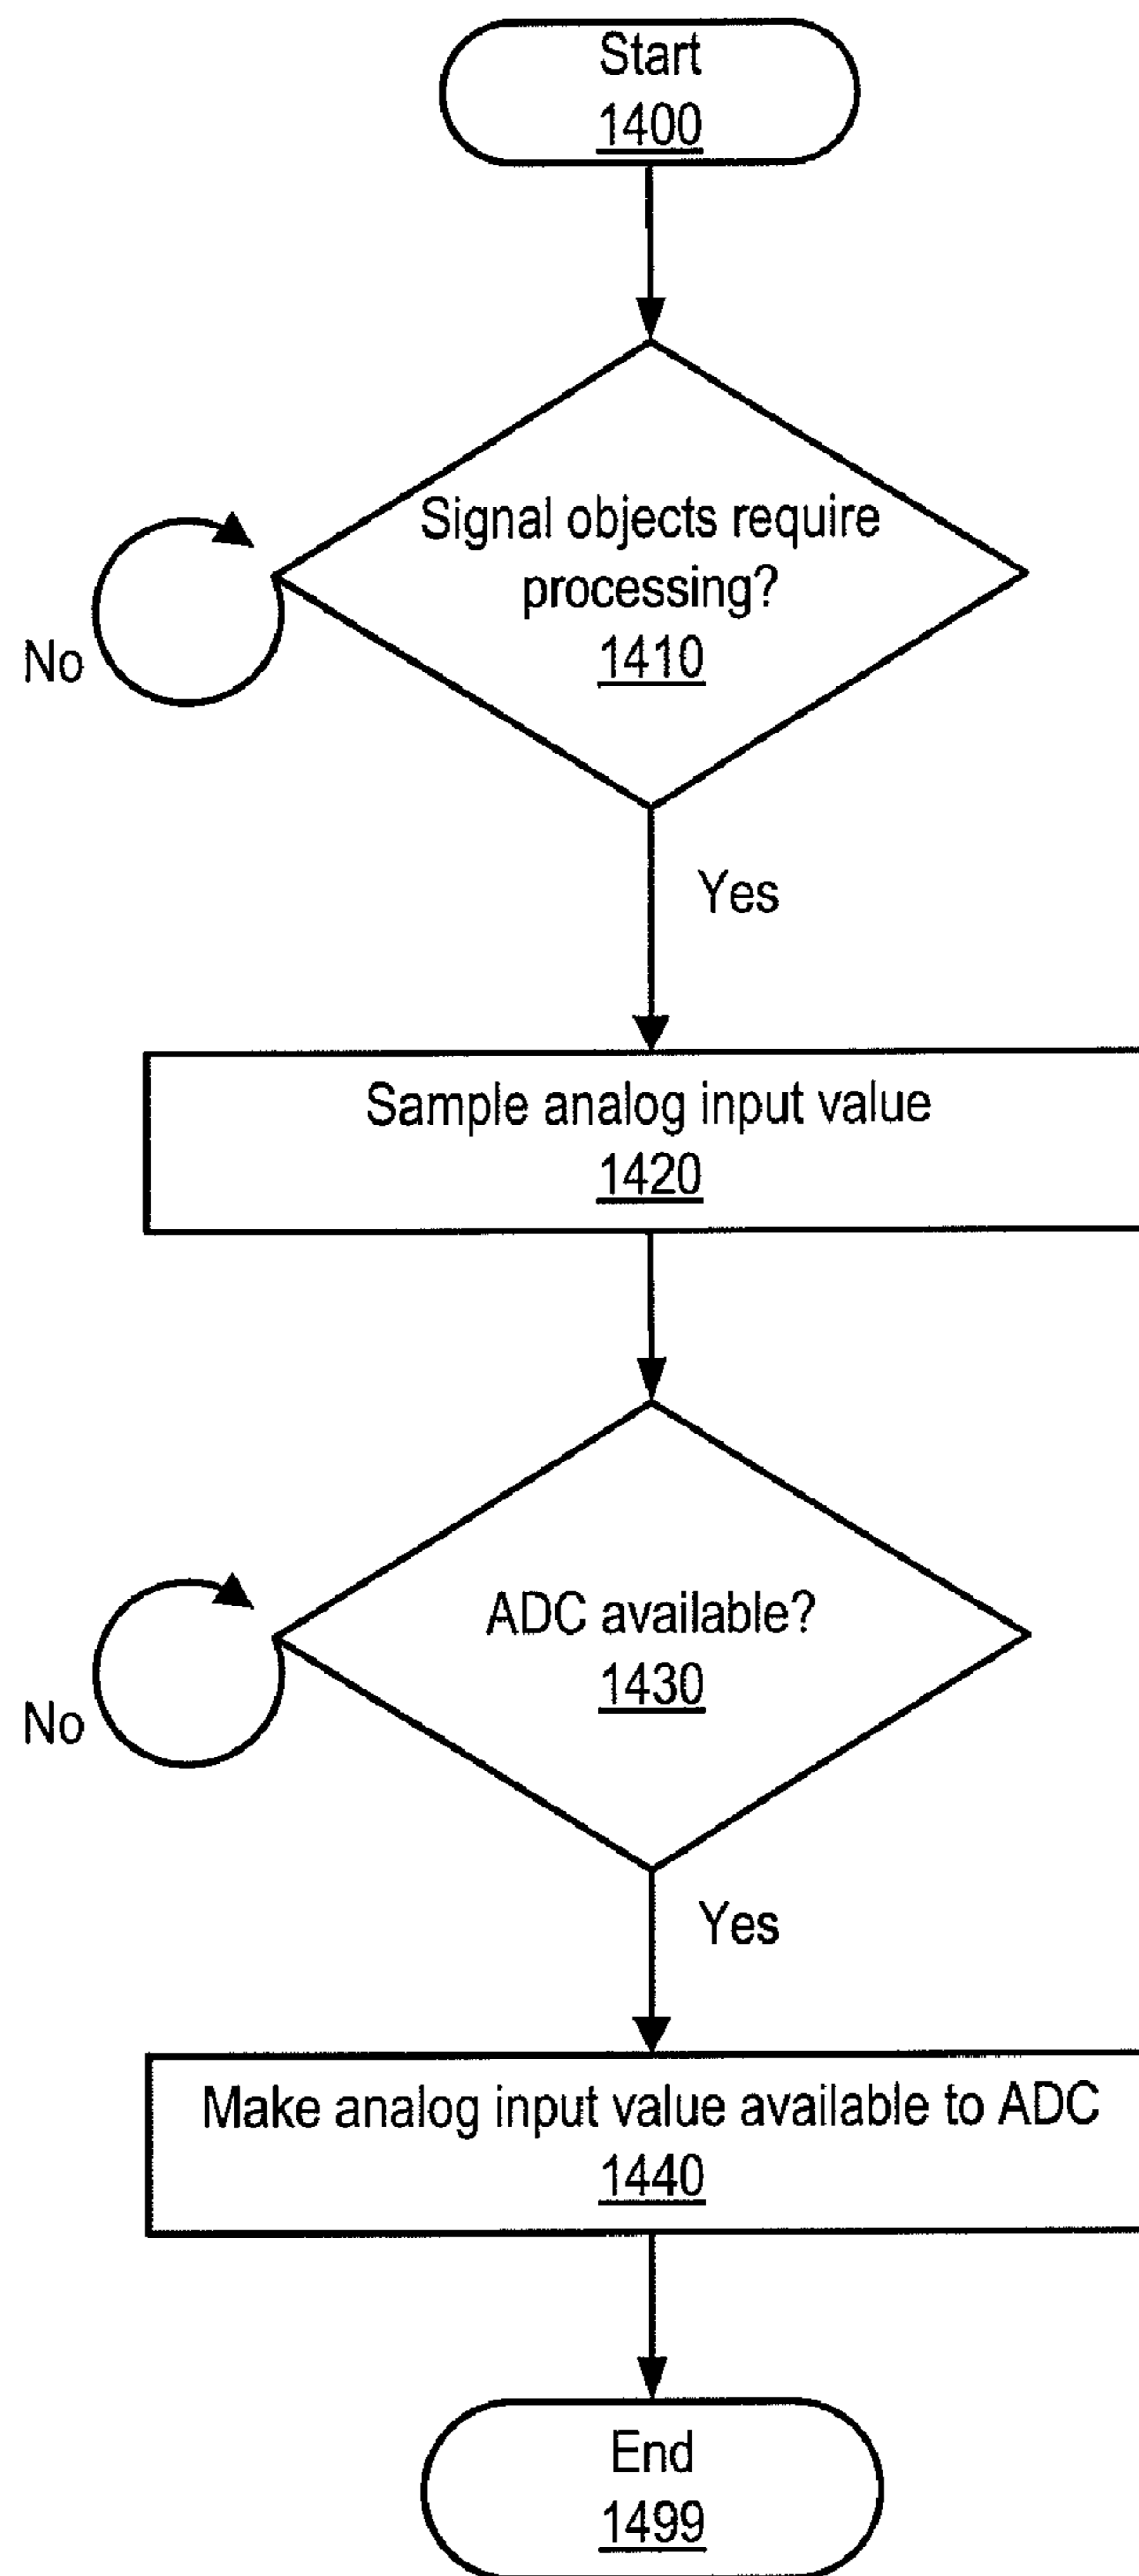 Start
1400
Signal objects require
processing?
1410
No
Yes
Sample analog input value
1420
ADC available?
1430
No
Yes
Make analog input value available to ADC
1440
End
1499